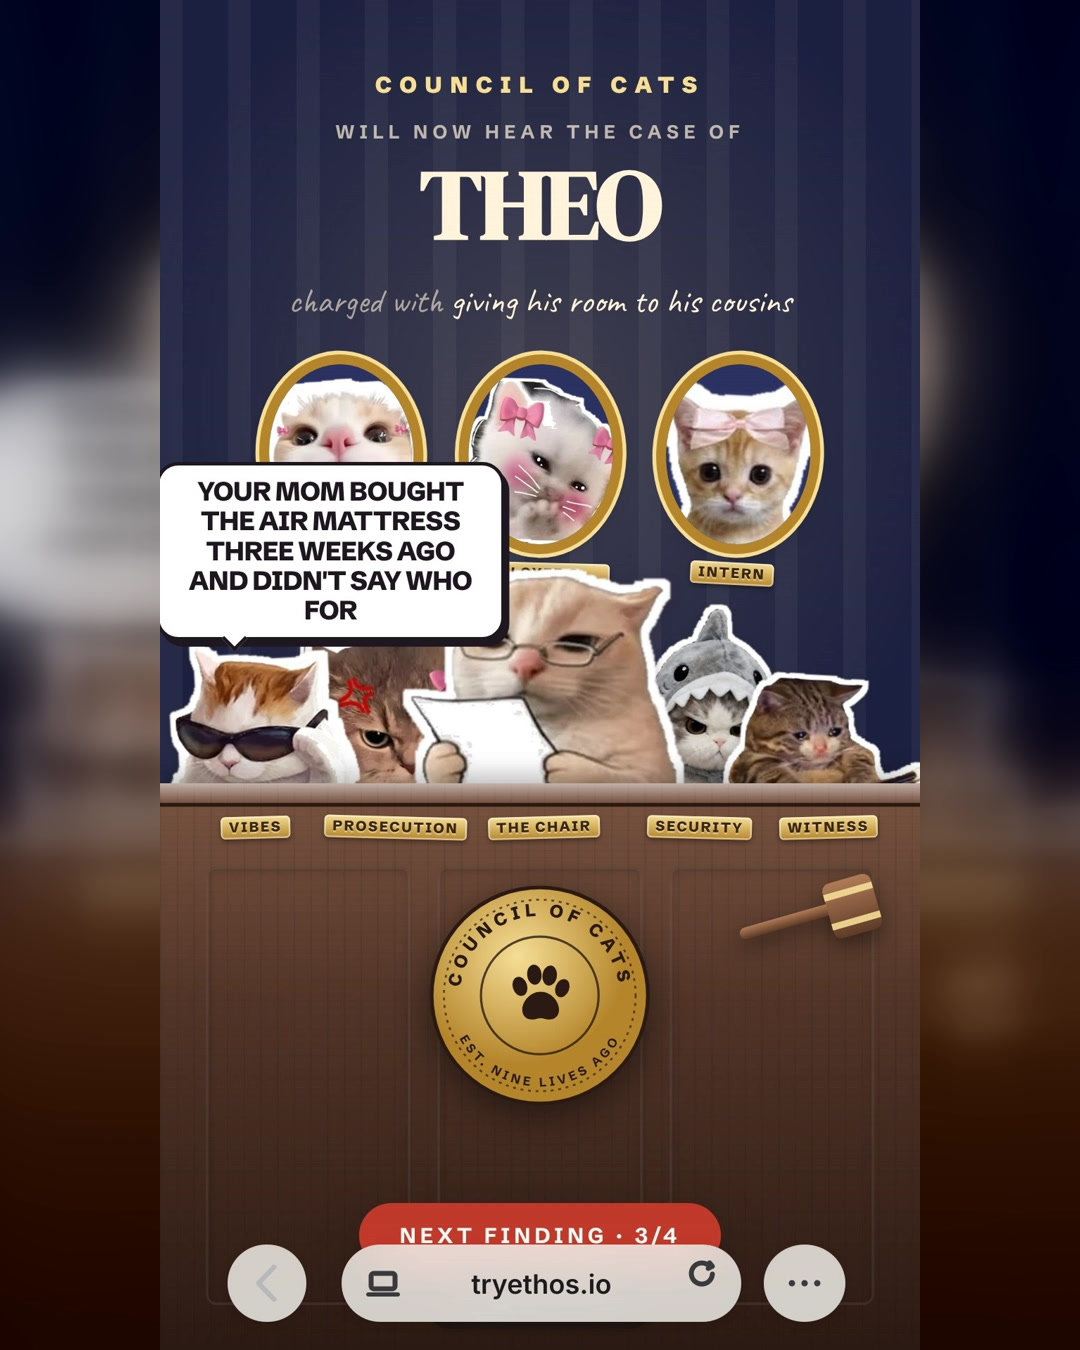 COUNCIL OF CATS
WILL NOW HEAR THE CASE OF
THEO
charged with giving his room to his cousins
YOUR MOM BOUGHT
THE AIR MATTRESS
THREE WEEKS AGO
AND DIDN'T SAY WHO
FOR
INTERN
VIBES
PROSECUTION
THE CHAIR
SECURITY
WITNESS
COUNCIL OF CATS
EST. NINE LIVES AGO
NEXT FINDING · 3/4
tryethos.io